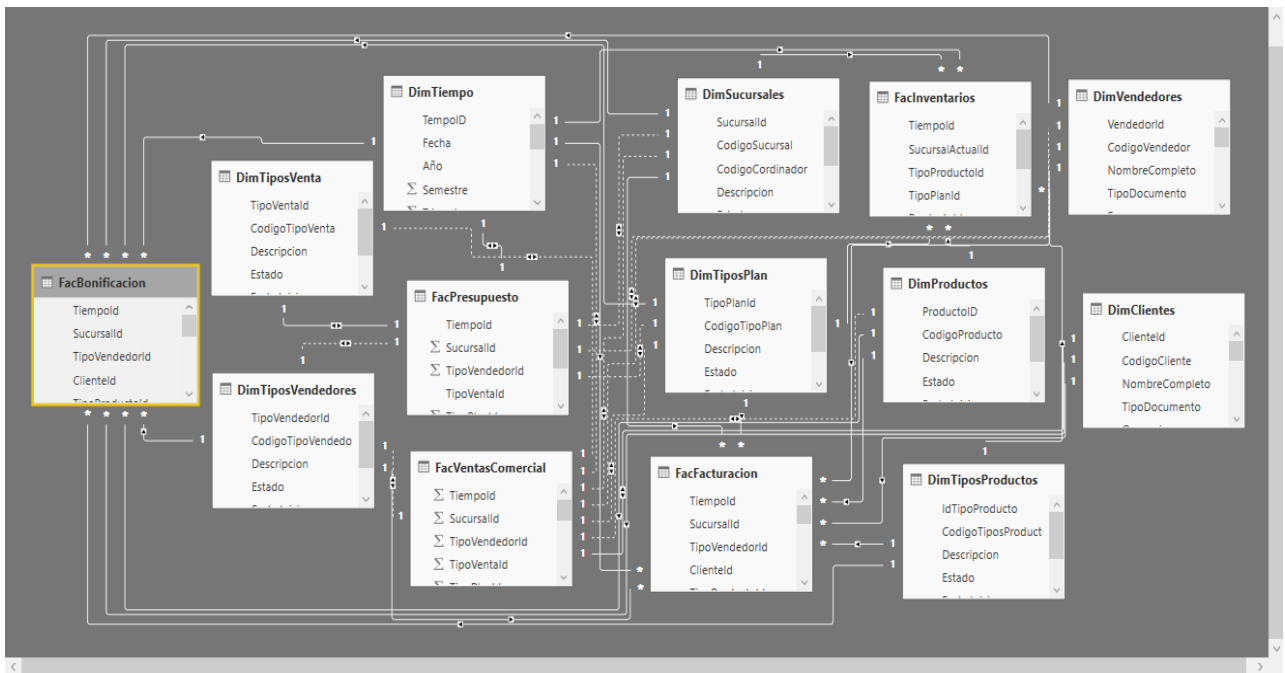 DimTiempo
TempoID
Fecha
Año
Σ Semestre
DimSucursales
SucursalId
CodigoSucursal
CodigoCordinador
Descripcion
FacInventarios
TiempoId
SucursalActualId
TipoProductoId
TipoPlanId
DimVendedores
VendedorId
CodigoVendedor
NombreCompleto
TipoDocumento
DimTiposVenta
TipoVentaId
CodigoTipoVenta
Descripcion
Estado
FacBonificacion
TiempoId
SucursalId
TipoVendedorId
ClienteId
TipoProductoId
FacPresupuesto
TiempoId
Σ SucursalId
Σ TipoVendedorId
TipoVentaId
DimTiposPlan
TipoPlanId
CodigoTipoPlan
Descripcion
Estado
DimProductos
ProductoID
CodigoProducto
Descripcion
Estado
DimClientes
ClienteId
CodigoCliente
NombreCompleto
TipoDocumento
DimTiposVendedores
TipoVendedorId
CodigoTipoVendedo
Descripcion
Estado
FacVentasComercial
Σ TiempoId
Σ SucursalId
Σ TipoVendedorId
Σ TipoVentaId
FacFacturacion
TiempoId
SucursalId
TipoVendedorId
ClienteId
DimTiposProductos
IdTipoProducto
CodigoTiposProduct
Descripcion
Estado